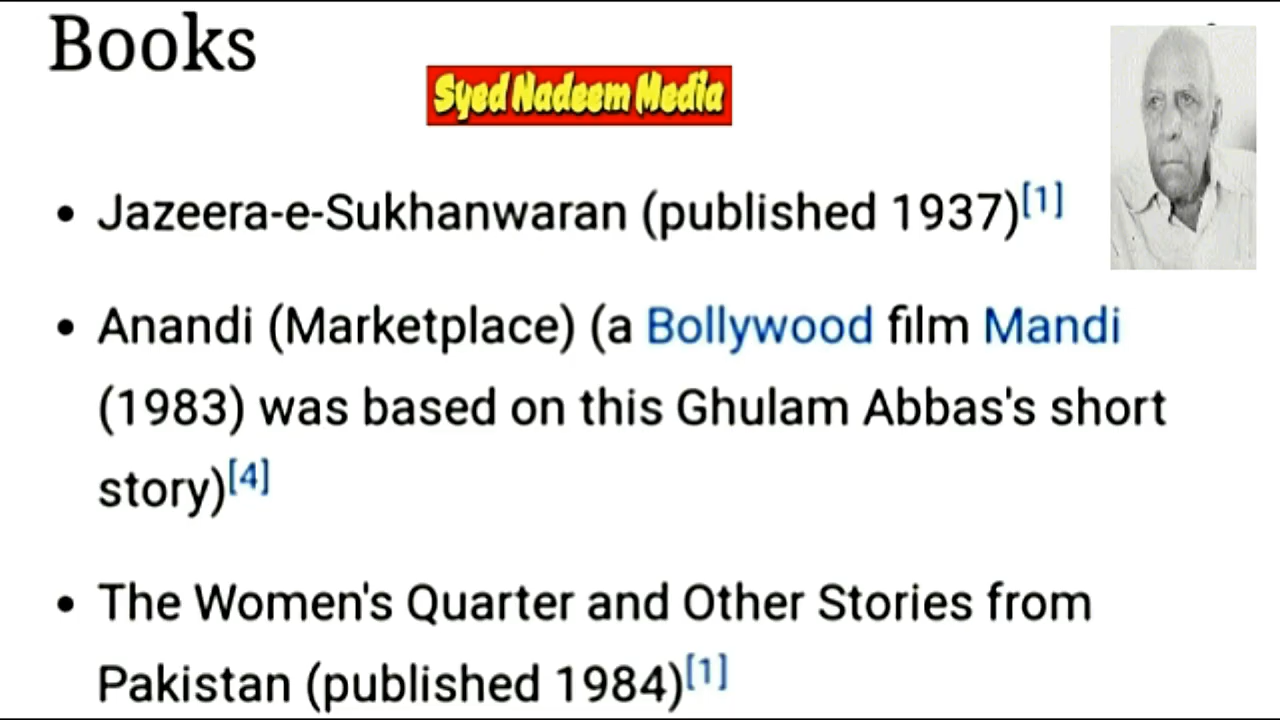 Books
Syed Nadeem Media
• Jazeera-e-Sukhanwaran (published 1937)[1]
• Anandi (Marketplace) (a Bollywood film Mandi
(1983) was based on this Ghulam Abbas's short
story)[4]
• The Women's Quarter and Other Stories from
Pakistan (published 1984)[1]